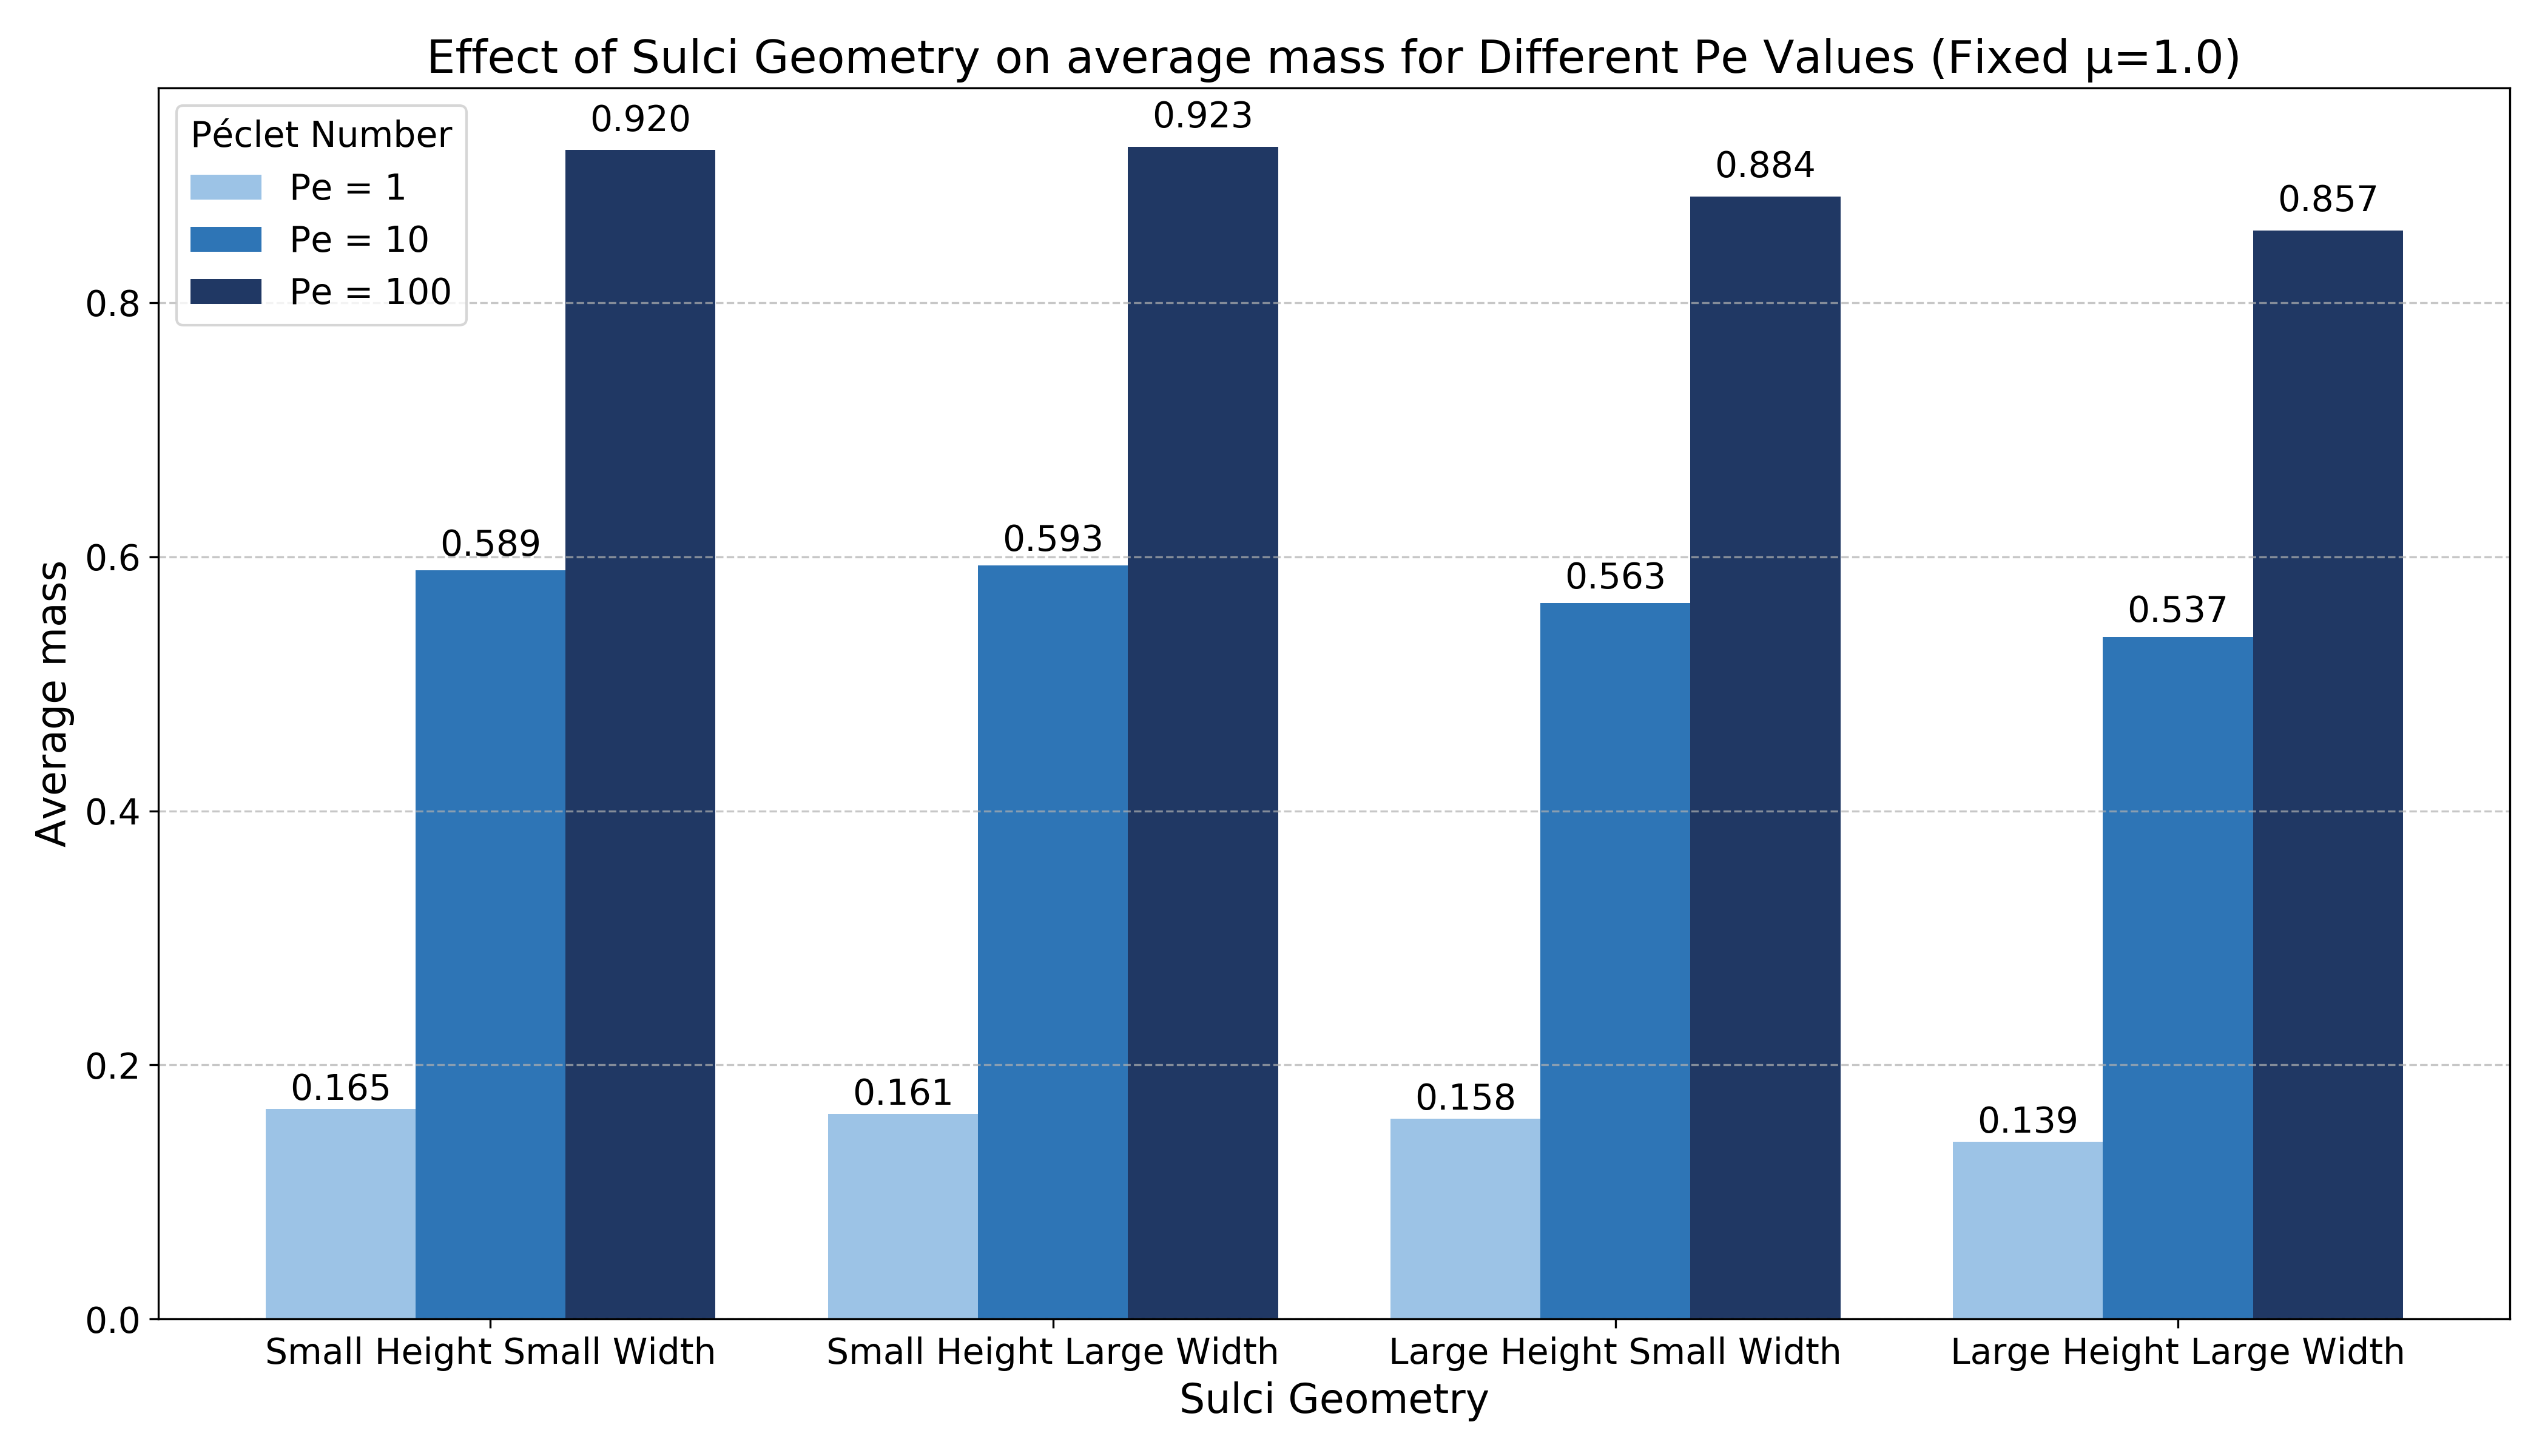 Effect of Sulci Geometry on average mass for Different Pe Values (Fixed μ=1.0)
Péclet Number
Pe = 1
Pe = 10
Pe = 100
Average mass
0.8
0.6
0.4
0.2
0.0
0.165
0.589
0.920
0.161
0.593
0.923
0.158
0.563
0.884
0.139
0.537
0.857
Small Height Small Width
Small Height Large Width
Large Height Small Width
Large Height Large Width
Sulci Geometry